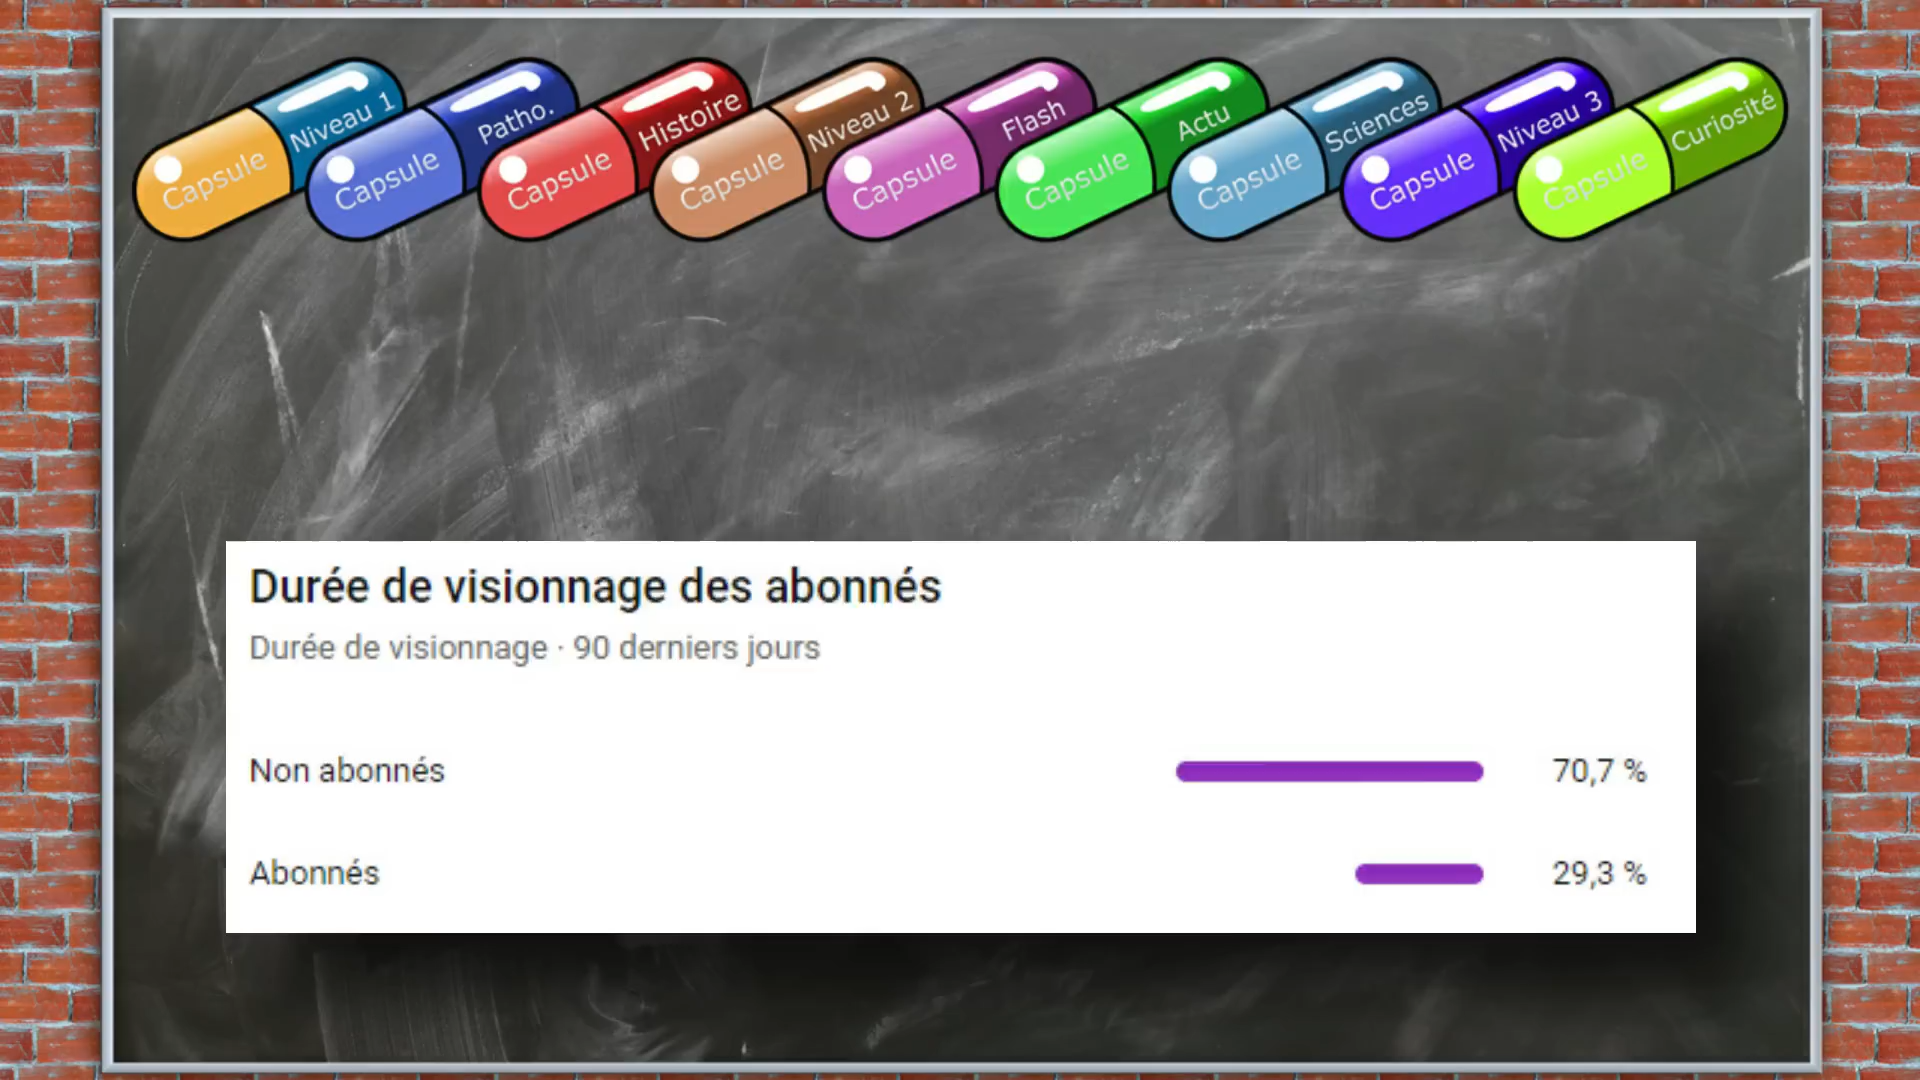 Capsule Niveau 1
Capsule Patho.
Capsule Histoire
Capsule Niveau 2
Capsule Flash
Capsule Actu
Capsule Sciences
Capsule Niveau 3
Capsule Curiosité
Durée de visionnage des abonnés
Durée de visionnage · 90 derniers jours
Non abonnés 70,7 %
Abonnés 29,3 %